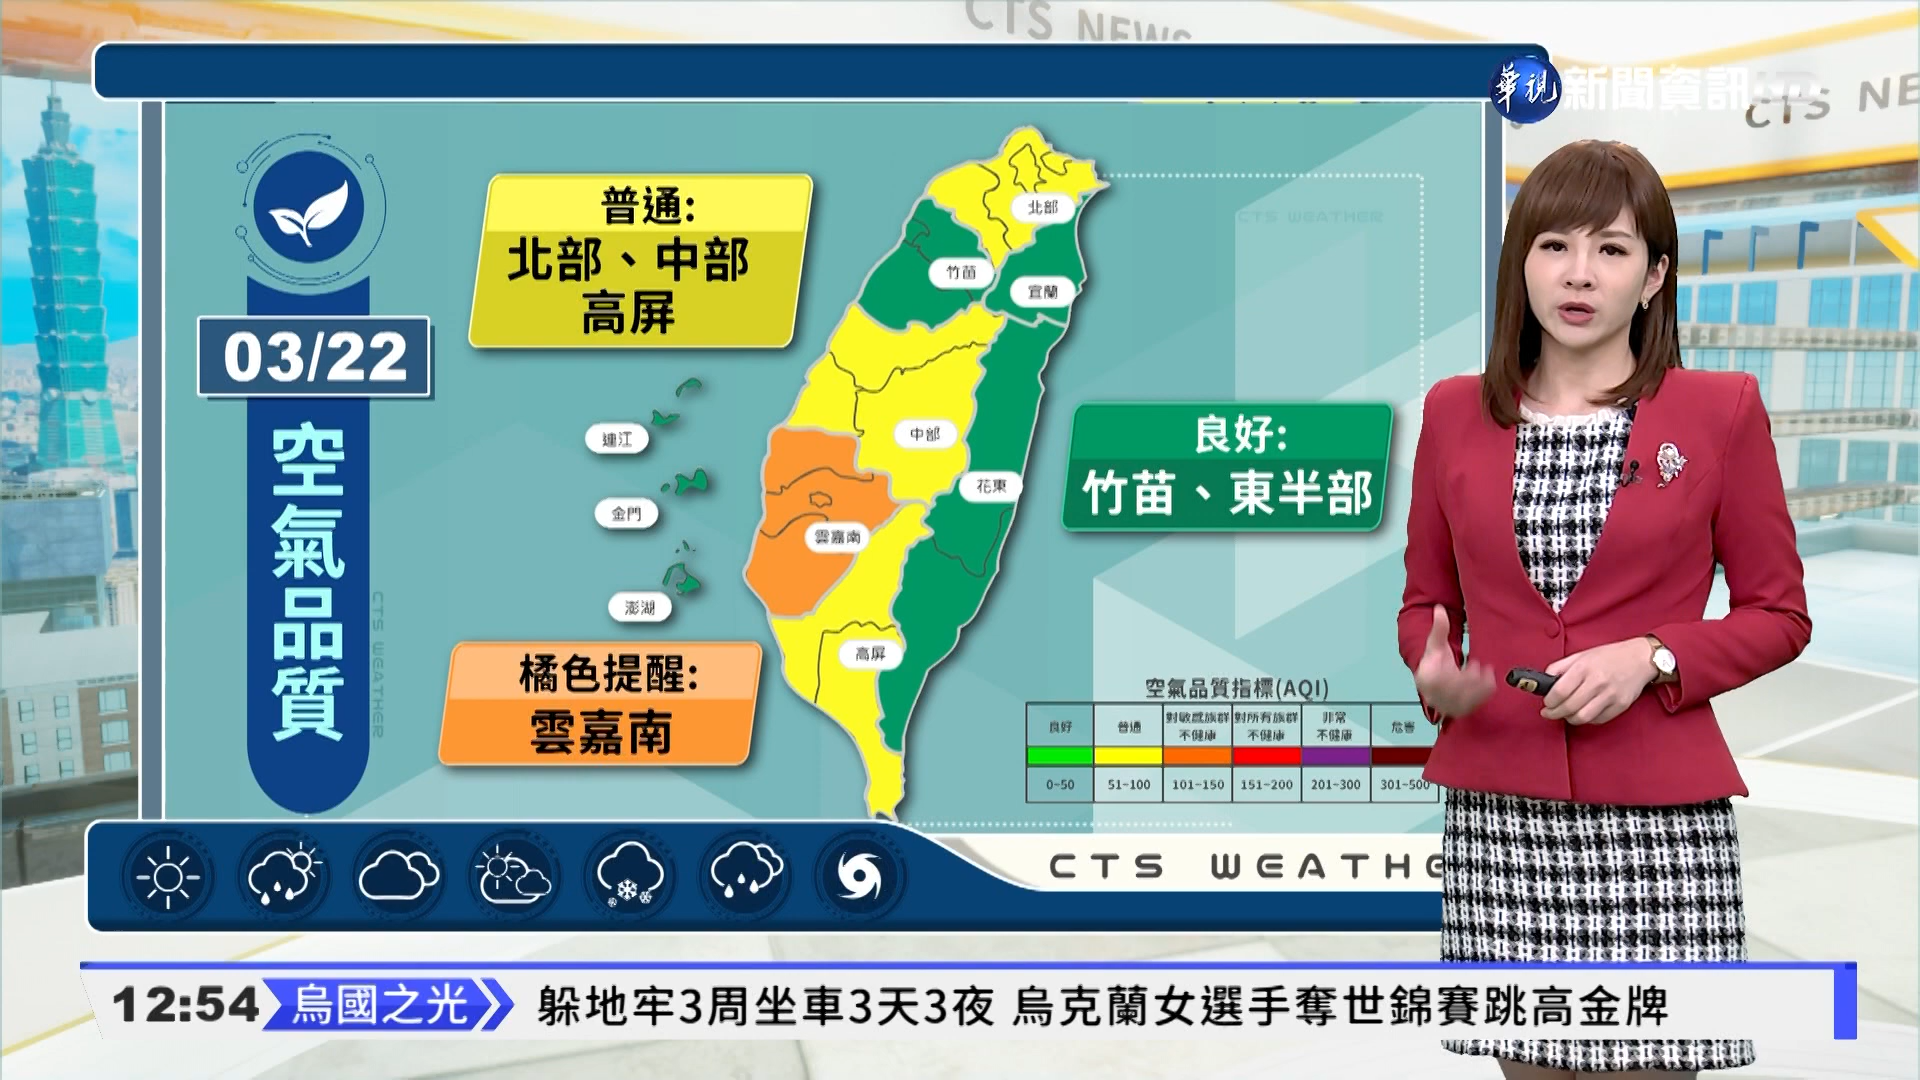 CTS NEWS
華視 新聞資訊
CTS NE
03/22
空氣品質
CTS WEATHER
普通:
北部、中部
高屏
CTS WEATHER
北部
竹苗
宜蘭
連江
中部
花東
金門
雲嘉南
澎湖
高屏
良好:
竹苗、東半部
橘色提醒:
雲嘉南
空氣品質指標(AQI)
良好 普通 對敏感族群不健康 對所有族群不健康 非常不健康 危害
0~50 51~100 101~150 151~200 201~300 301~500
CTS WEATHE
12:54 烏國之光 躲地牢3周坐車3天3夜 烏克蘭女選手奪世錦賽跳高金牌